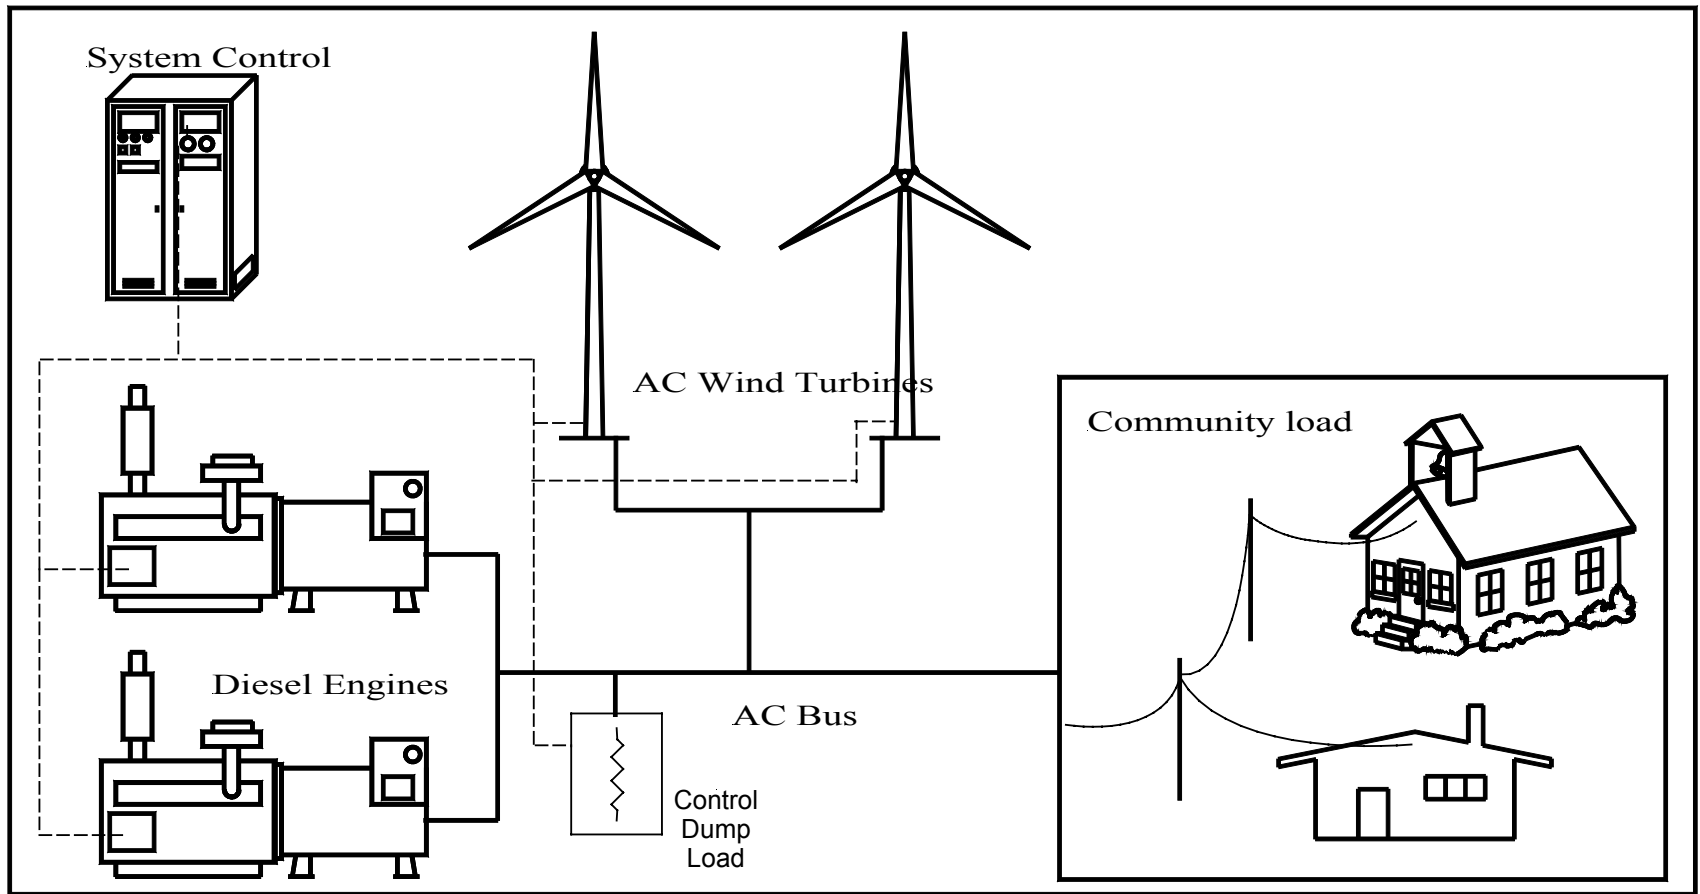 System Control
AC Wind Turbines
Community load
Diesel Engines
AC Bus
Control
Dump
Load